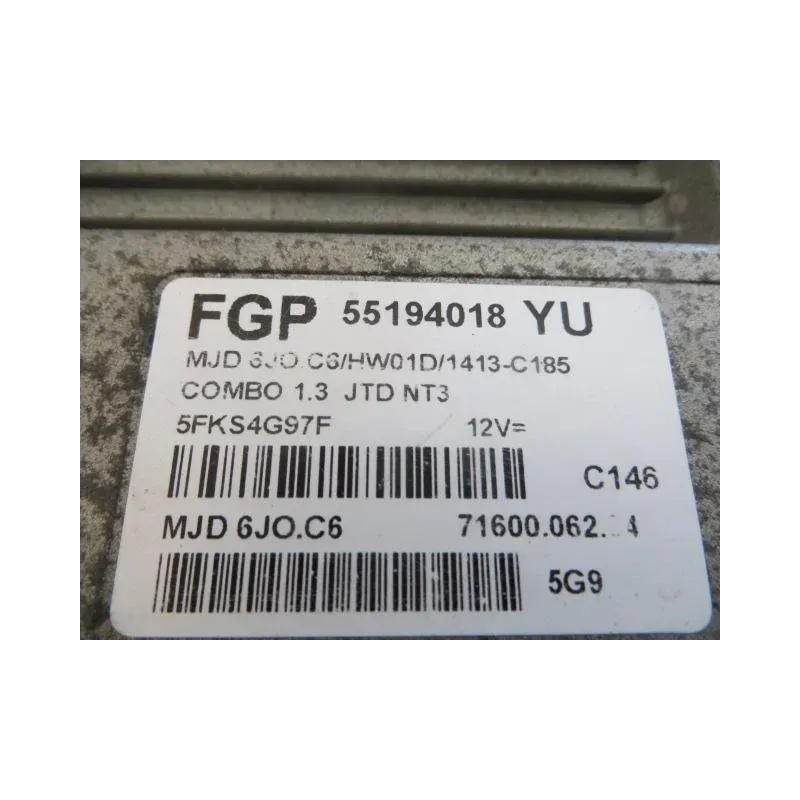 FGP 55194018 YU
MJD 6JO.C6/HW01D/1413-C185
COMBO 1.3 JTD NT3
5FKS4G97F 12V=
C146
MJD 6JO.C6
5G9